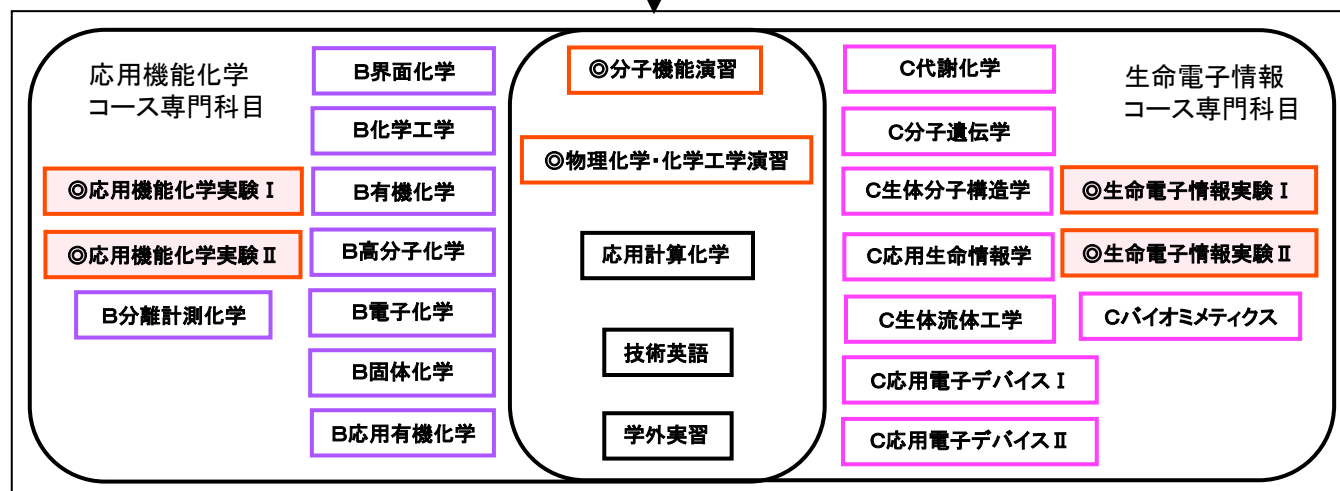 応用機能化学
コース専門科目
◎応用機能化学実験Ⅰ
◎応用機能化学実験Ⅱ
B分離計測化学
B界面化学
B化学工学
B有機化学
B高分子化学
B電子化学
B固体化学
B応用有機化学
◎分子機能演習
◎物理化学・化学工学演習
応用計算化学
技術英語
学外実習
C代謝化学
C分子遺伝学
C生体分子構造学
C応用生命情報学
C生体流体工学
C応用電子デバイスⅠ
C応用電子デバイスⅡ
生命電子情報
コース専門科目
◎生命電子情報実験Ⅰ
◎生命電子情報実験Ⅱ
Cバイオミメティクス